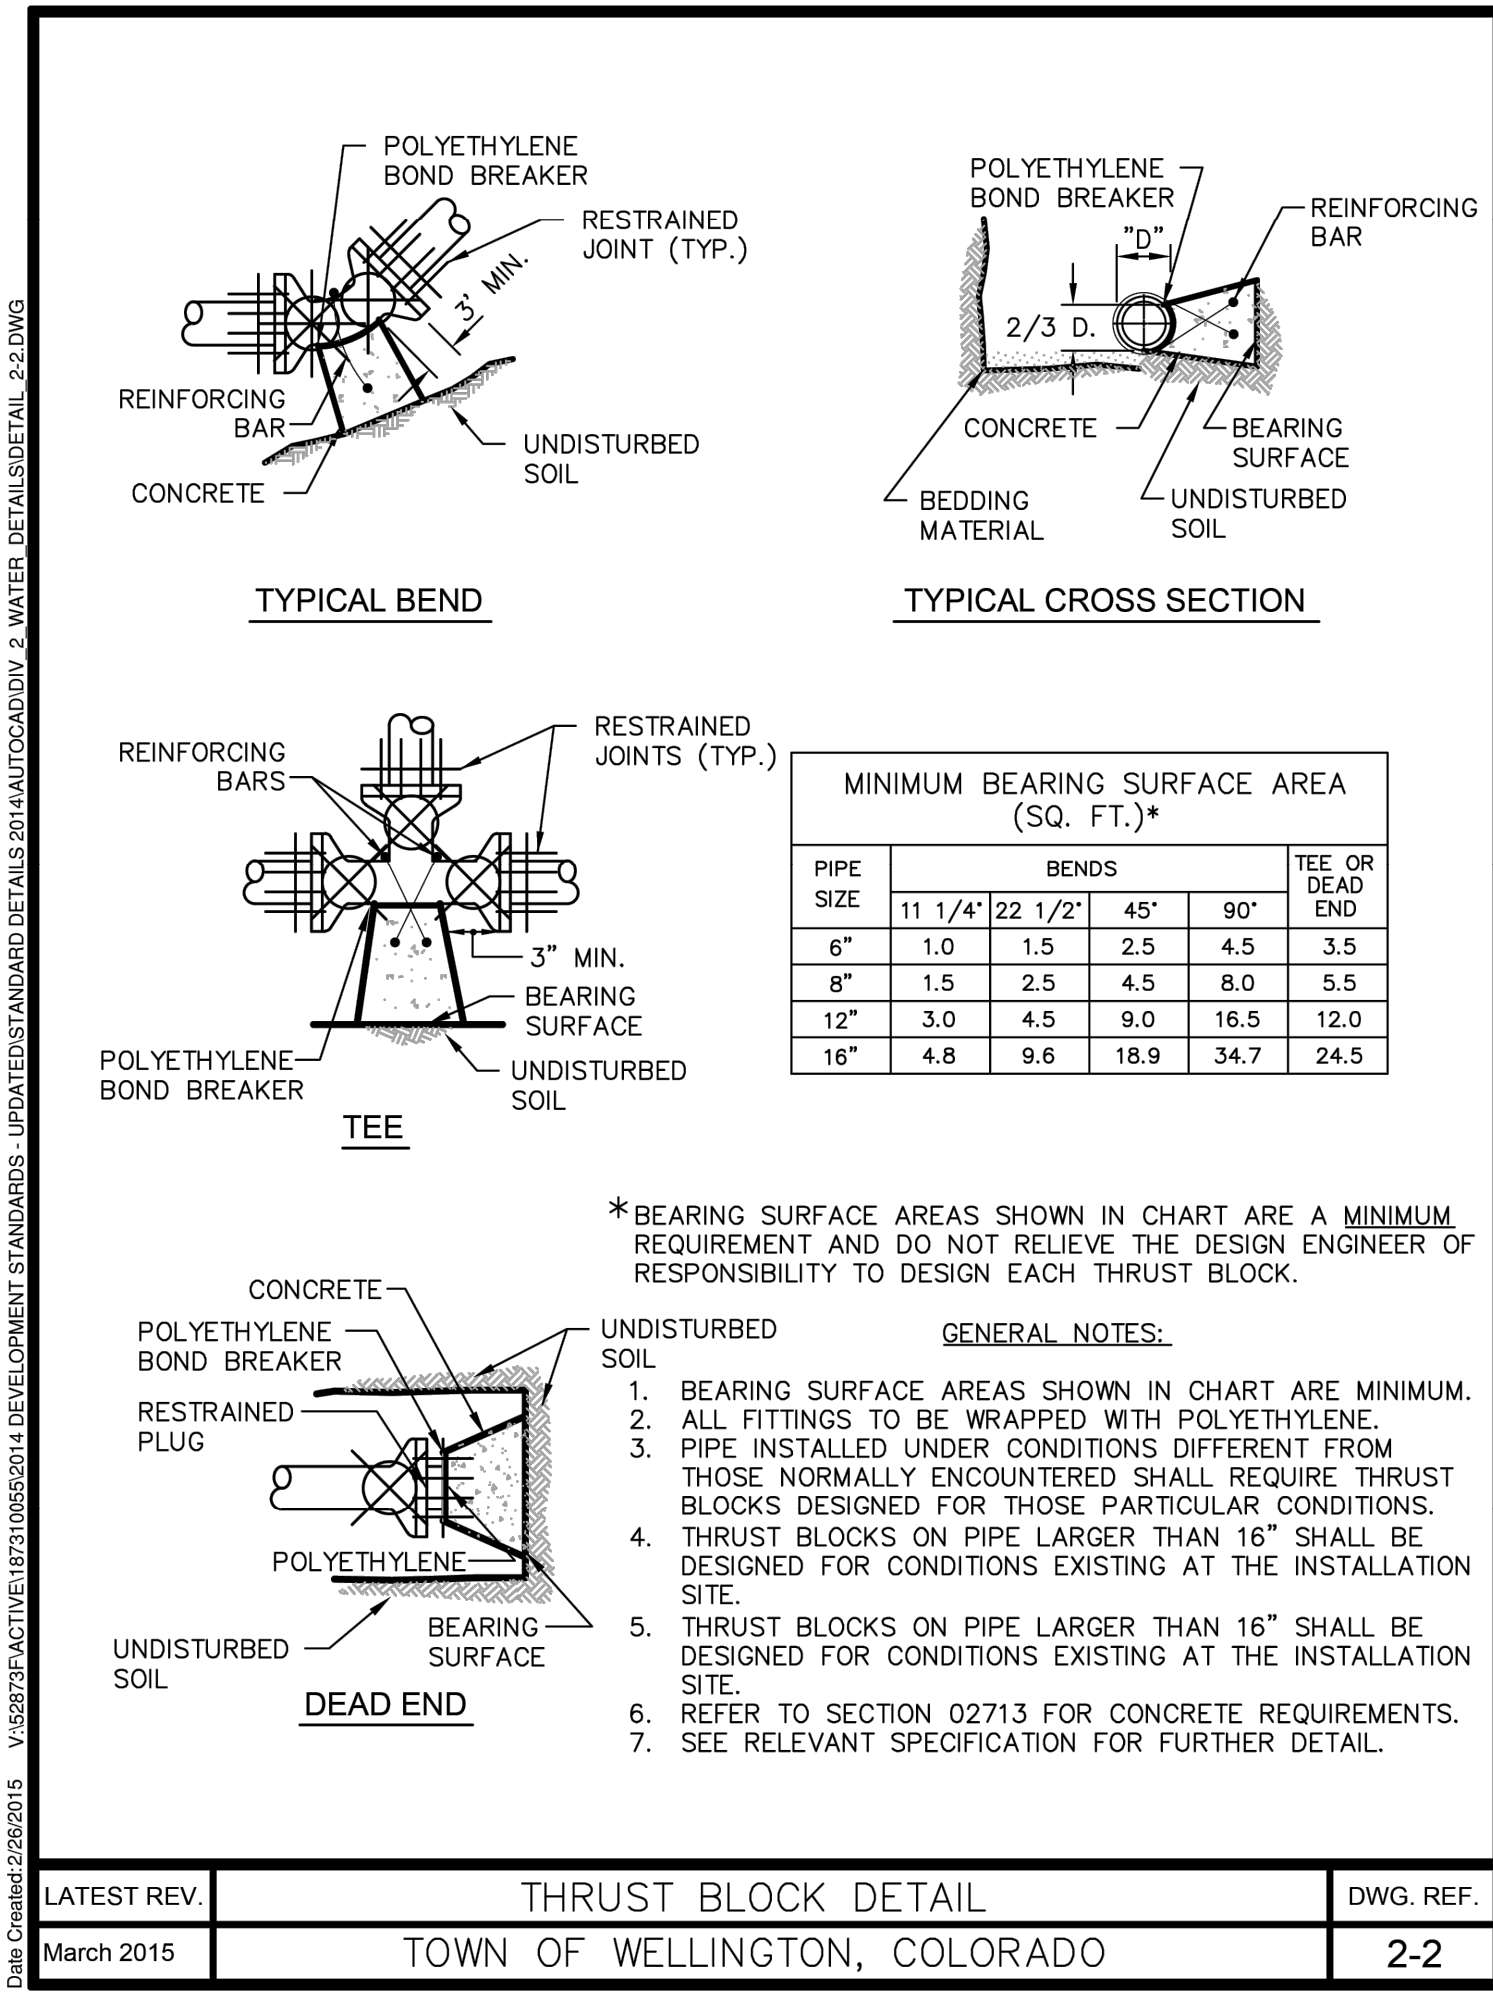 POLYETHYLENE
BOND BREAKER
RESTRAINED
JOINT (TYP.)
3' MIN.
REINFORCING
BAR
CONCRETE
UNDISTURBED
SOIL
TYPICAL BEND
POLYETHYLENE
BOND BREAKER
"D"
REINFORCING
BAR
2/3 D.
CONCRETE
BEARING
SURFACE
BEDDING
MATERIAL
UNDISTURBED
SOIL
TYPICAL CROSS SECTION
REINFORCING
BARS
RESTRAINED
JOINTS (TYP.)
3" MIN.
BEARING
SURFACE
POLYETHYLENE
BOND BREAKER
UNDISTURBED
SOIL
TEE
MINIMUM BEARING SURFACE AREA
(SQ. FT.)*
PIPE
SIZE
BENDS
TEE OR
DEAD
END
11 1/4° 22 1/2° 45° 90°
6" 1.0 1.5 2.5 4.5 3.5
8" 1.5 2.5 4.5 8.0 5.5
12" 3.0 4.5 9.0 16.5 12.0
16" 4.8 9.6 18.9 34.7 24.5
*BEARING SURFACE AREAS SHOWN IN CHART ARE A MINIMUM
REQUIREMENT AND DO NOT RELIEVE THE DESIGN ENGINEER OF
RESPONSIBILITY TO DESIGN EACH THRUST BLOCK.
CONCRETE
POLYETHYLENE
BOND BREAKER
RESTRAINED
PLUG
UNDISTURBED
SOIL
POLYETHYLENE
BEARING
SURFACE
UNDISTURBED
SOIL
DEAD END
GENERAL NOTES:
1. BEARING SURFACE AREAS SHOWN IN CHART ARE MINIMUM.
2. ALL FITTINGS TO BE WRAPPED WITH POLYETHYLENE.
3. PIPE INSTALLED UNDER CONDITIONS DIFFERENT FROM
THOSE NORMALLY ENCOUNTERED SHALL REQUIRE THRUST
BLOCKS DESIGNED FOR THOSE PARTICULAR CONDITIONS.
4. THRUST BLOCKS ON PIPE LARGER THAN 16" SHALL BE
DESIGNED FOR CONDITIONS EXISTING AT THE INSTALLATION
SITE.
5. THRUST BLOCKS ON PIPE LARGER THAN 16" SHALL BE
DESIGNED FOR CONDITIONS EXISTING AT THE INSTALLATION
SITE.
6. REFER TO SECTION 02713 FOR CONCRETE REQUIREMENTS.
7. SEE RELEVANT SPECIFICATION FOR FURTHER DETAIL.
LATEST REV.
THRUST BLOCK DETAIL
DWG. REF.
March 2015
TOWN OF WELLINGTON, COLORADO
2-2
Date Created:2/26/2015 V:\52873F\ACTIVE\187310055\2014 DEVELOPMENT STANDARDS - UPDATED\STANDARD DETAILS 2014\AUTOCAD\DIV_2_WATER_DETAILS\DETAIL_2-2.DWG